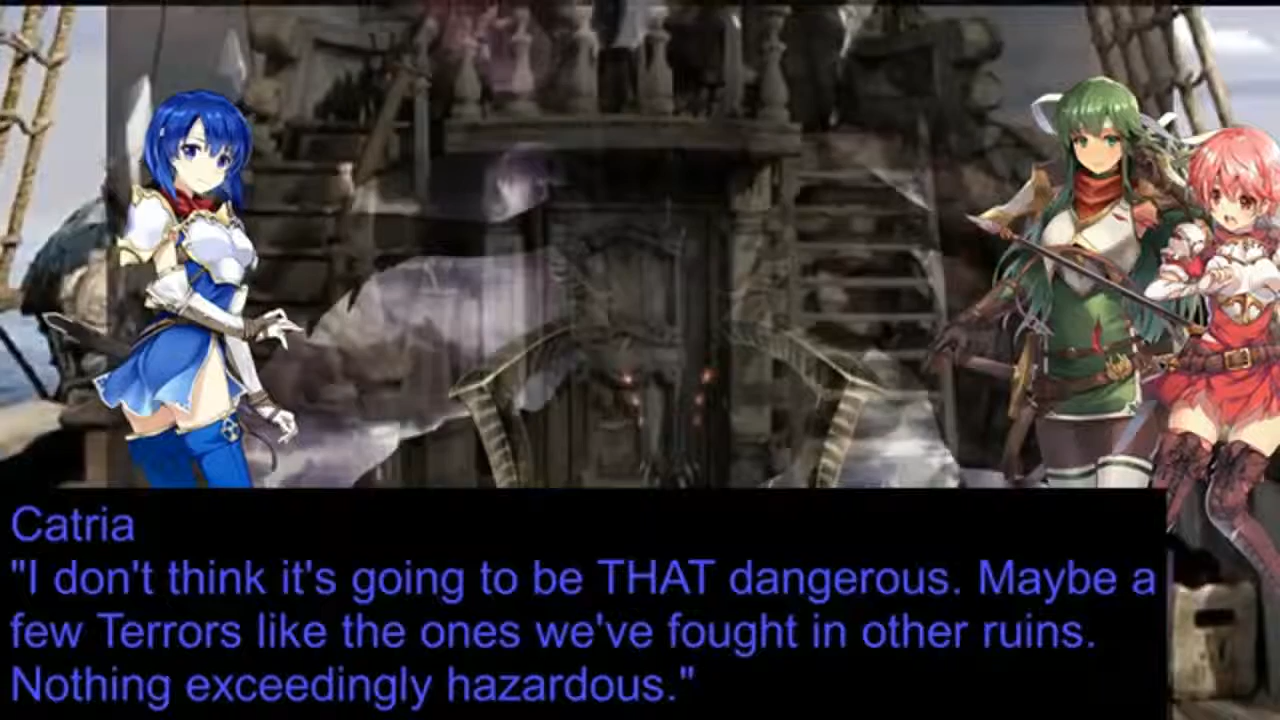 Catria
"I don't think it's going to be THAT dangerous. Maybe a
few Terrors like the ones we've fought in other ruins.
Nothing exceedingly hazardous."